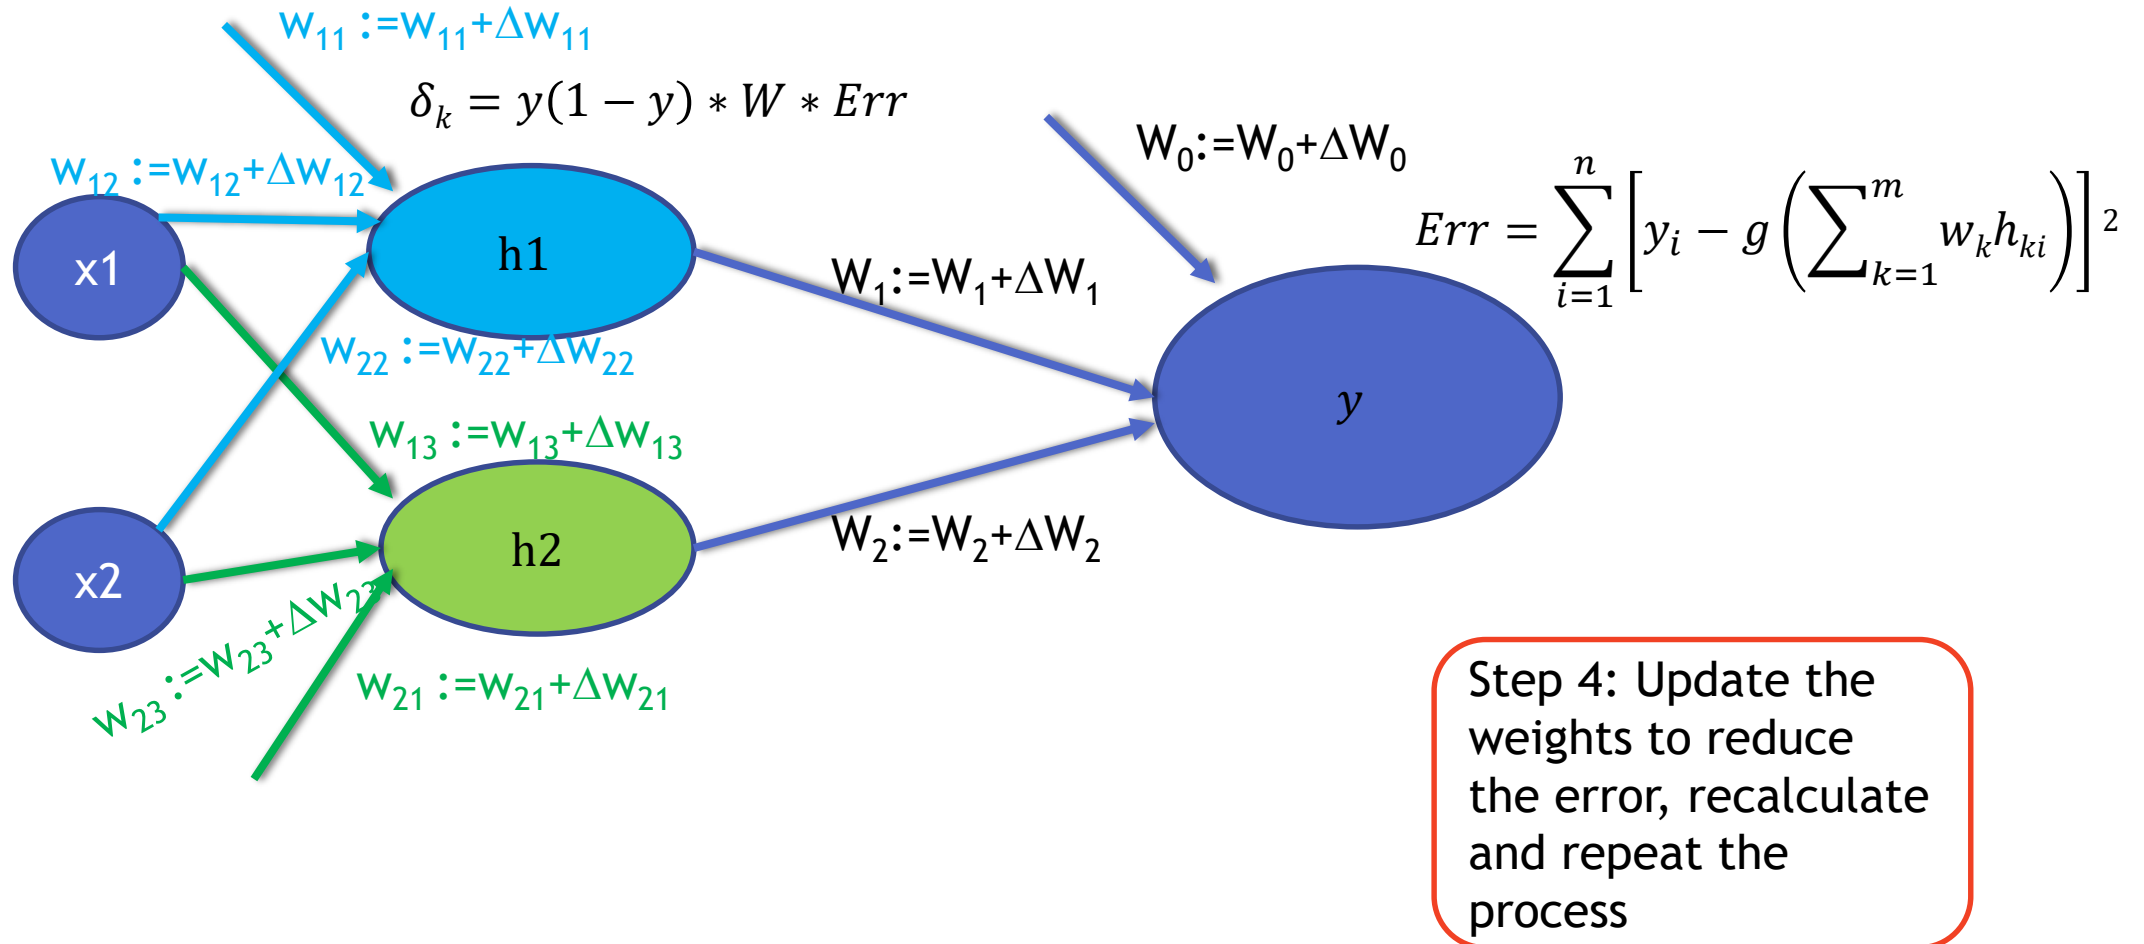 w₁₁ :=w₁₁+Δw₁₁
δₖ = y(1 − y) ∗ W ∗ Err
W₀:=W₀+ΔW₀
w₁₂ :=w₁₂+Δw₁₂
Err = ∑ᵢ₌₁ⁿ [yᵢ − g (∑ₖ₌₁ᵐ wₖhₖᵢ)] ²
x1
h1
W₁:=W₁+ΔW₁
w₂₂ :=w₂₂+Δw₂₂
y
w₁₃ :=w₁₃+Δw₁₃
h2
W₂:=W₂+ΔW₂
x2
w₂₃ :=w₂₃+Δw₂₃
w₂₁ :=w₂₁+Δw₂₁
Step 4: Update the
weights to reduce
the error, recalculate
and repeat the
process